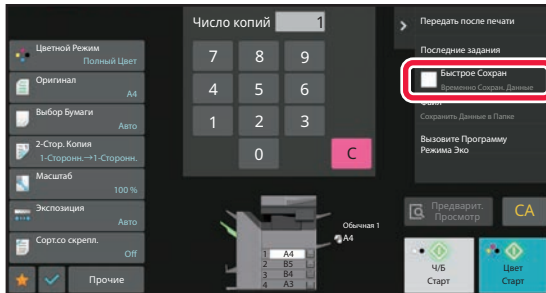 Число копий 1
Передать после печати
Последние задания
Быстрое Сохран
Временно Сохран. Данные
Файл
Сохранить Данные в Папке
Вызовите Программу
Режима Эко
Цветной Режим
Полный Цвет
Оригинал
A4
Выбор Бумаги
Авто
2-Стор. Копия
1-Сторонн.→1-Сторонн.
Масштаб
100 %
Экспозиция
Авто
Сорт.со скрепл.
Off
Прочие
7 8 9
4 5 6
1 2 3
0 C
Обычная 1
A4
1 A4
2 B5
3 B4
4 A3
Предварит.
Просмотр
CA
Ч/Б
Старт
Цвет
Старт